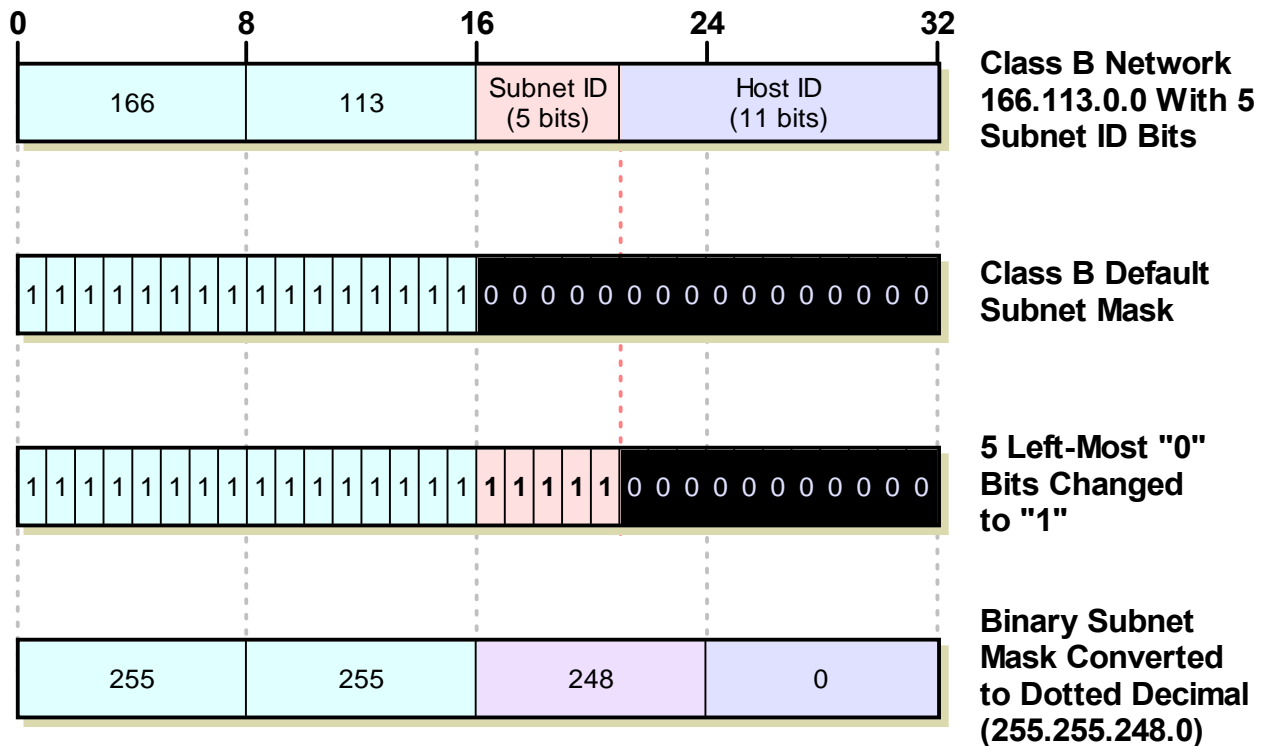 0 8 16 24 32
166 113 Subnet ID (5 bits) Host ID (11 bits)
Class B Network
166.113.0.0 With 5
Subnet ID Bits
1 1 1 1 1 1 1 1 1 1 1 1 1 1 1 1 0 0 0 0 0 0 0 0 0 0 0 0 0 0 0 0
Class B Default
Subnet Mask
1 1 1 1 1 1 1 1 1 1 1 1 1 1 1 1 1 1 1 1 1 0 0 0 0 0 0 0 0 0 0 0
5 Left-Most "0"
Bits Changed
to "1"
255 255 248 0
Binary Subnet
Mask Converted
to Dotted Decimal
(255.255.248.0)